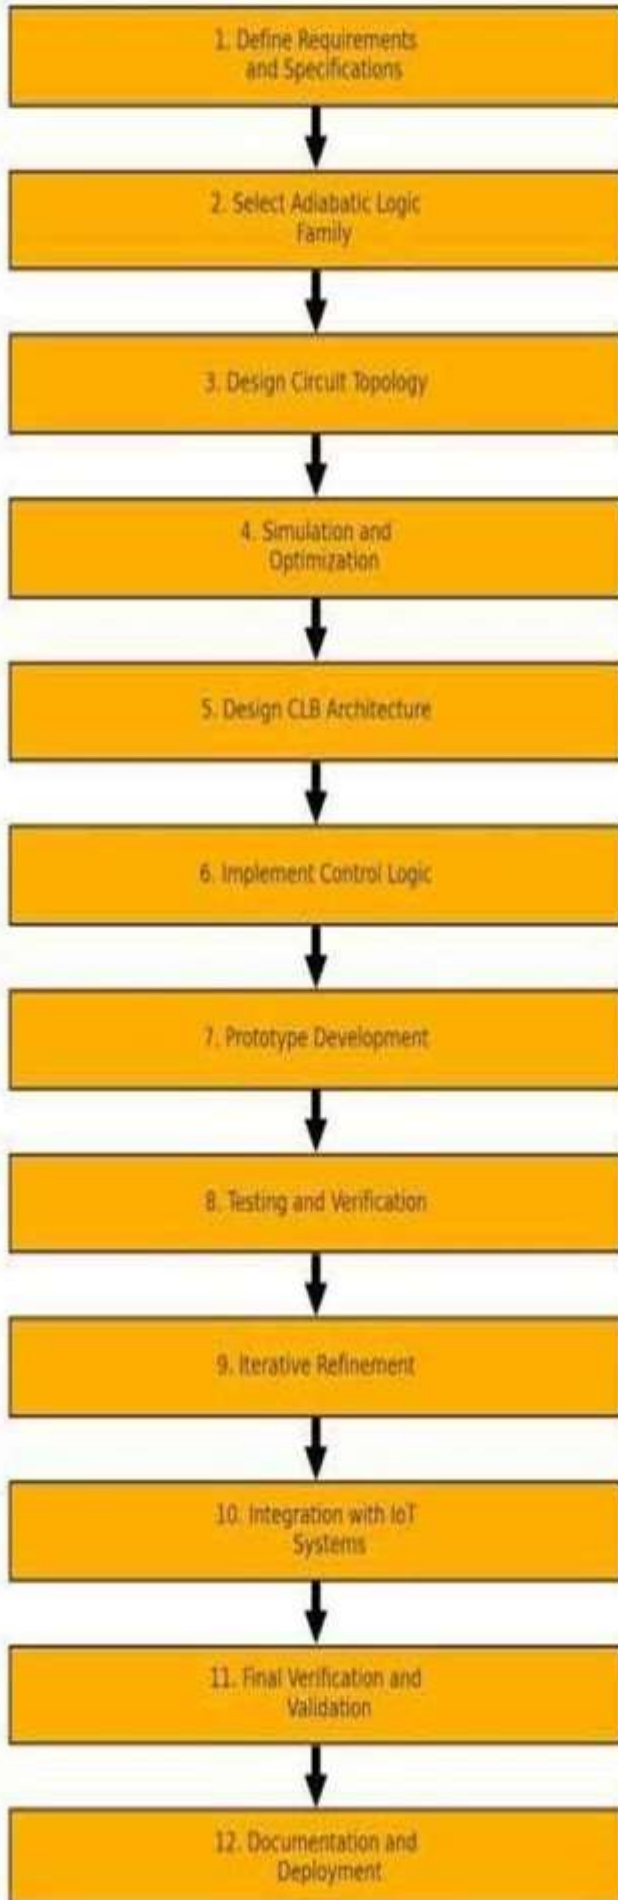 1. Define Requirements
and Specifications
2. Select Adiabatic Logic
Family
3. Design Circuit Topology
4. Simulation and
Optimization
5. Design CLB Architecture
6. Implement Control Logic
7. Prototype Development
8. Testing and Verification
9. Iterative Refinement
10. Integration with IoT
Systems
11. Final Verification and
Validation
12. Documentation and
Deployment